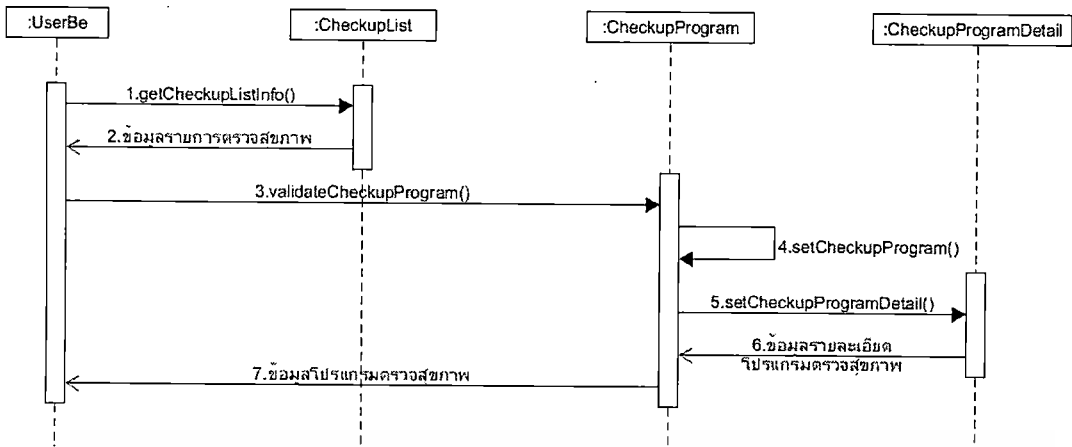 :UserBe
:CheckupList
:CheckupProgram
:CheckupProgramDetail
1.getCheckupListInfo()
2.ข้อมูลรายการตรวจสุขภาพ
3.validateCheckupProgram()
4.setCheckupProgram()
5.setCheckupProgramDetail()
6.ข้อมูลรายละเอียด
โปรแกรมตรวจสุขภาพ
7.ข้อมูลโปรแกรมตรวจสุขภาพ